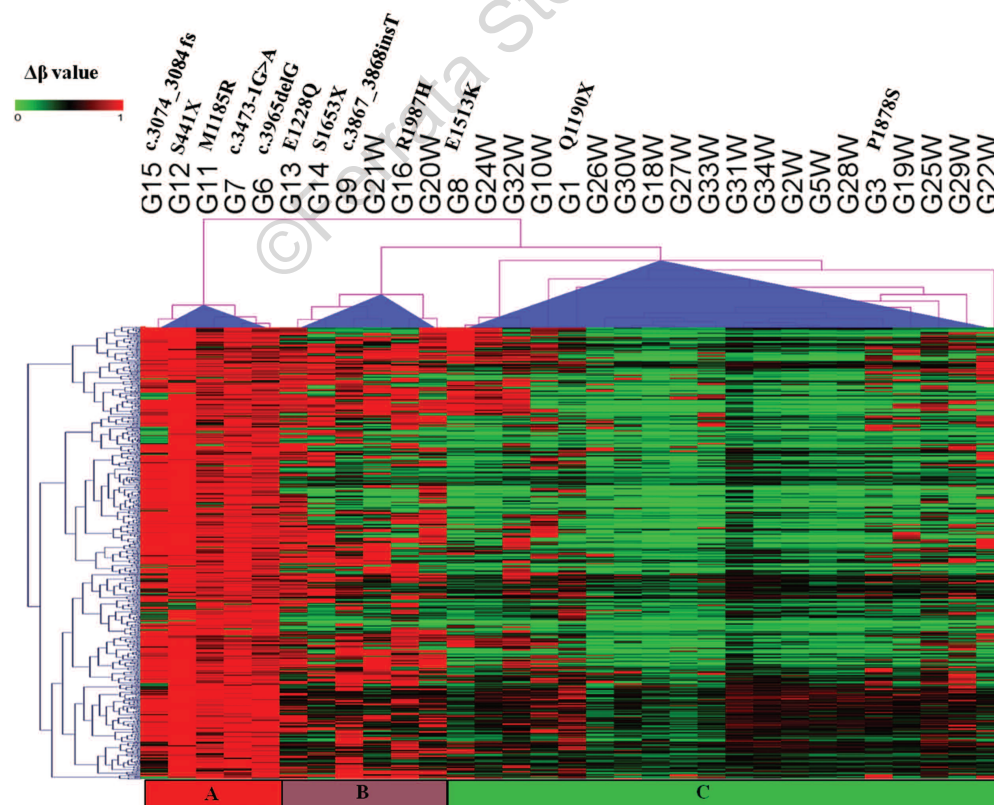 ©Ferrata Sto
Δβ value
0 1
c.3074_3084fs
S441X
M1185R
c.3473-1G>A
c.3965delG
E1228Q
S1653X
c.3867_3868insT
R1987H
E1513K
Q1190X
P1878S
G15
G12
G11
G7
G6
G13
G14
G9
G21W
G16
G20W
G8
G24W
G32W
G10W
G1
G26W
G30W
G18W
G27W
G33W
G31W
G34W
G2W
G5W
G28W
G3
G19W
G25W
G29W
G22W
A B C